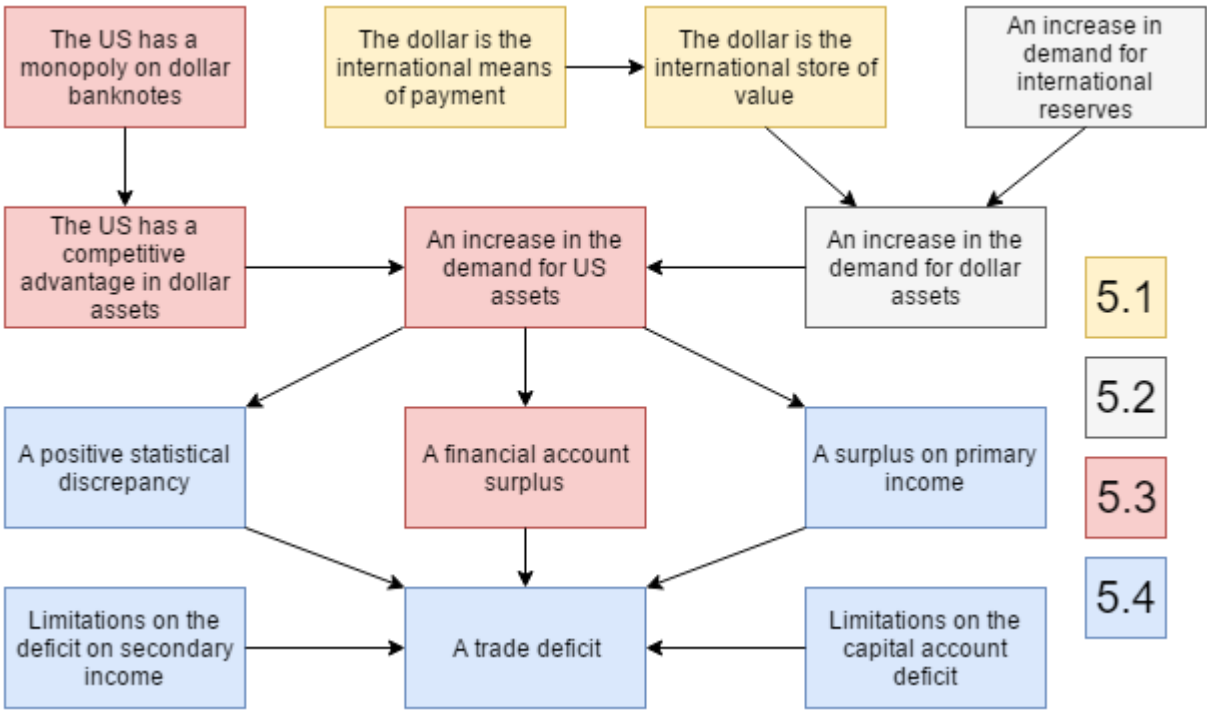 The US has a
monopoly on dollar
banknotes
The dollar is the
international means
of payment
The dollar is the
international store of
value
An increase in
demand for
international
reserves
The US has a
competitive
advantage in dollar
assets
An increase in the
demand for US
assets
An increase in the
demand for dollar
assets
5.1
5.2
A positive statistical
discrepancy
A financial account
surplus
A surplus on primary
income
5.3
5.4
Limitations on the
deficit on secondary
income
A trade deficit
Limitations on the
capital account
deficit